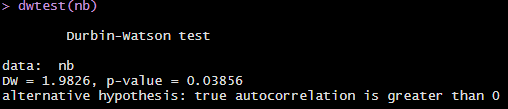 > dwtest(nb)
Durbin-Watson test
data:  nb
DW = 1.9826, p-value = 0.03856
alternative hypothesis: true autocorrelation is greater than 0